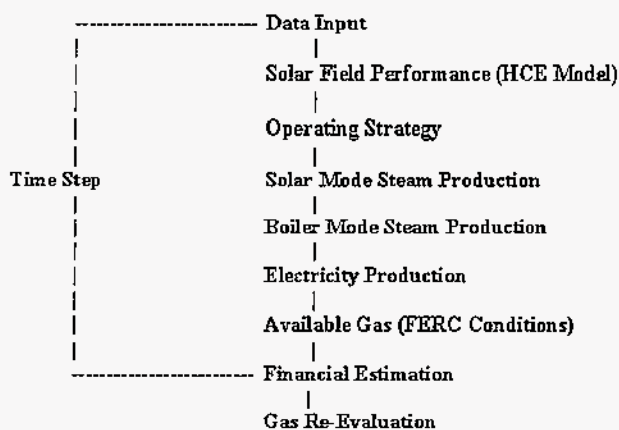 Data Input
Solar Field Performance (HCE Model)
Operating Strategy
Time Step
Solar Mode Steam Production
Boiler Mode Steam Production
Electricity Production
Available Gas (FERC Conditions)
Financial Estimation
Gas Re-Evaluation